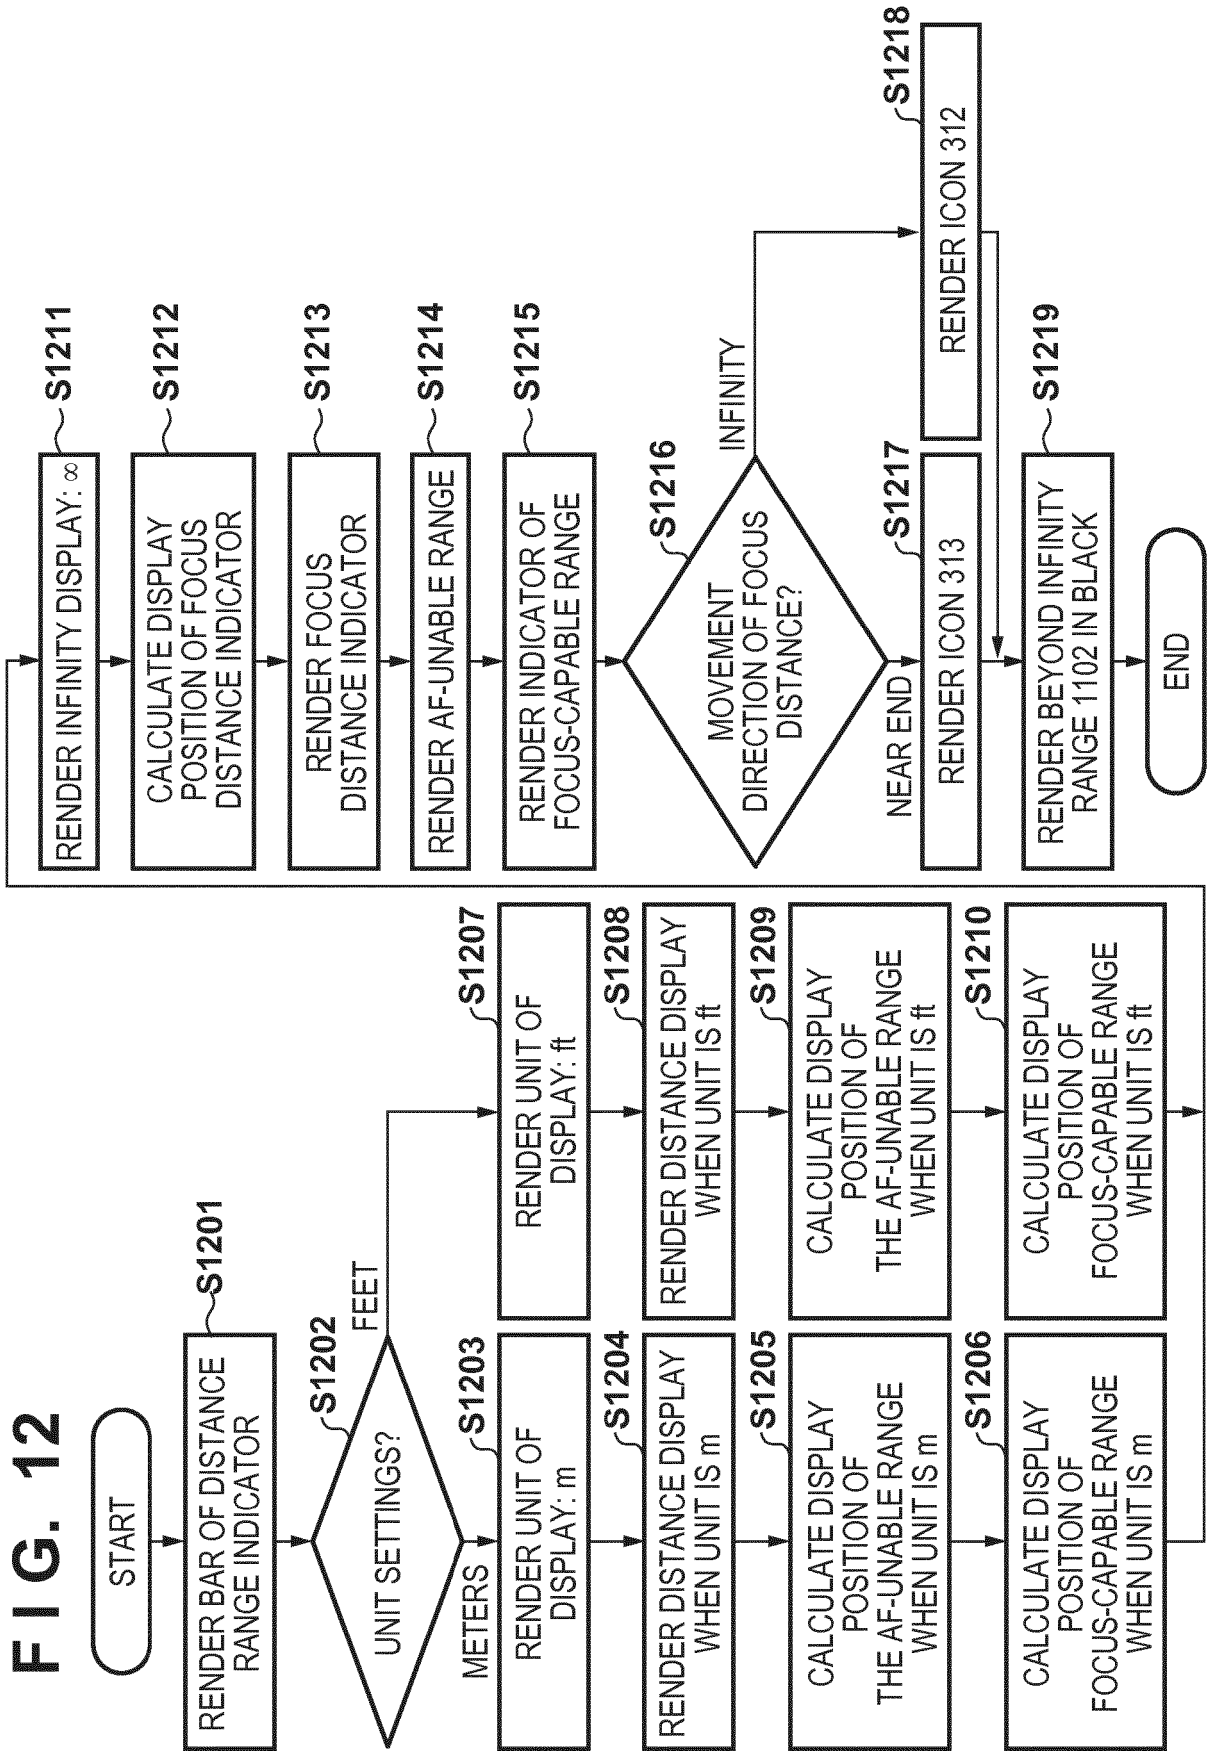 FIG. 12
START
S1201
RENDER BAR OF DISTANCE
RANGE INDICATOR
S1202
UNIT SETTINGS?
METERS
FEET
S1203
RENDER UNIT OF
DISPLAY: m
S1204
RENDER DISTANCE DISPLAY
WHEN UNIT IS m
S1205
CALCULATE DISPLAY
POSITION OF
THE AF-UNABLE RANGE
WHEN UNIT IS m
S1206
CALCULATE DISPLAY
POSITION OF
FOCUS-CAPABLE RANGE
WHEN UNIT IS m
S1207
RENDER UNIT OF
DISPLAY: ft
S1208
RENDER DISTANCE DISPLAY
WHEN UNIT IS ft
S1209
CALCULATE DISPLAY
POSITION OF
THE AF-UNABLE RANGE
WHEN UNIT IS ft
S1210
CALCULATE DISPLAY
POSITION OF
FOCUS-CAPABLE RANGE
WHEN UNIT IS ft
S1211
RENDER INFINITY DISPLAY: ∞
S1212
CALCULATE DISPLAY
POSITION OF FOCUS
DISTANCE INDICATOR
S1213
RENDER FOCUS
DISTANCE INDICATOR
S1214
RENDER AF-UNABLE RANGE
S1215
RENDER INDICATOR OF
FOCUS-CAPABLE RANGE
S1216
MOVEMENT
DIRECTION OF FOCUS
DISTANCE?
INFINITY
NEAR END
S1217
RENDER ICON 313
S1218
RENDER ICON 312
S1219
RENDER BEYOND INFINITY
RANGE 1102 IN BLACK
END